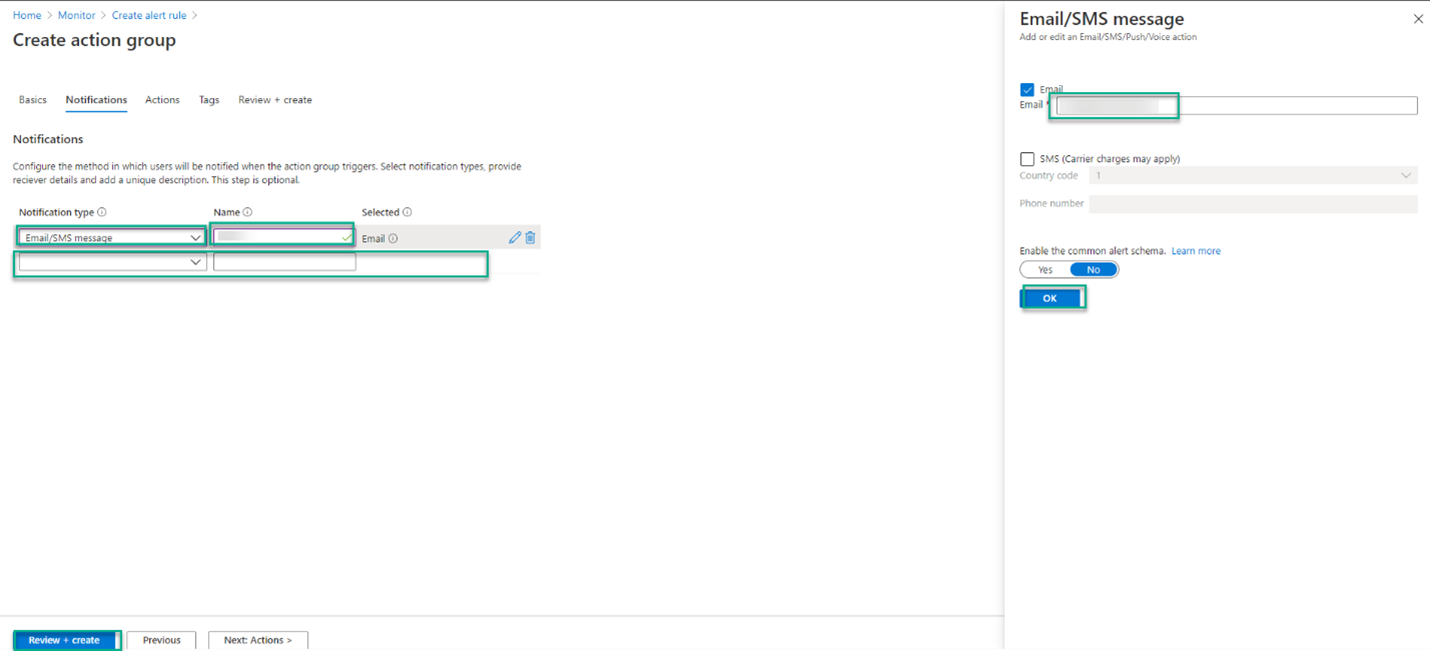 Home > Monitor > Create alert rule >
Create action group
Basics Notifications Actions Tags Review + create
Notifications
Configure the method in which users will be notified when the action group triggers. Select notification types, provide
reciever details and add a unique description. This step is optional.
Notification type Name Selected
Email/SMS message Email
Review + create Previous Next: Actions >
Email/SMS message
Add or edit an Email/SMS/Push/Voice action
Email
Email *
SMS (Carrier charges may apply)
Country code 1
Phone number
Enable the common alert schema. Learn more
Yes No
OK